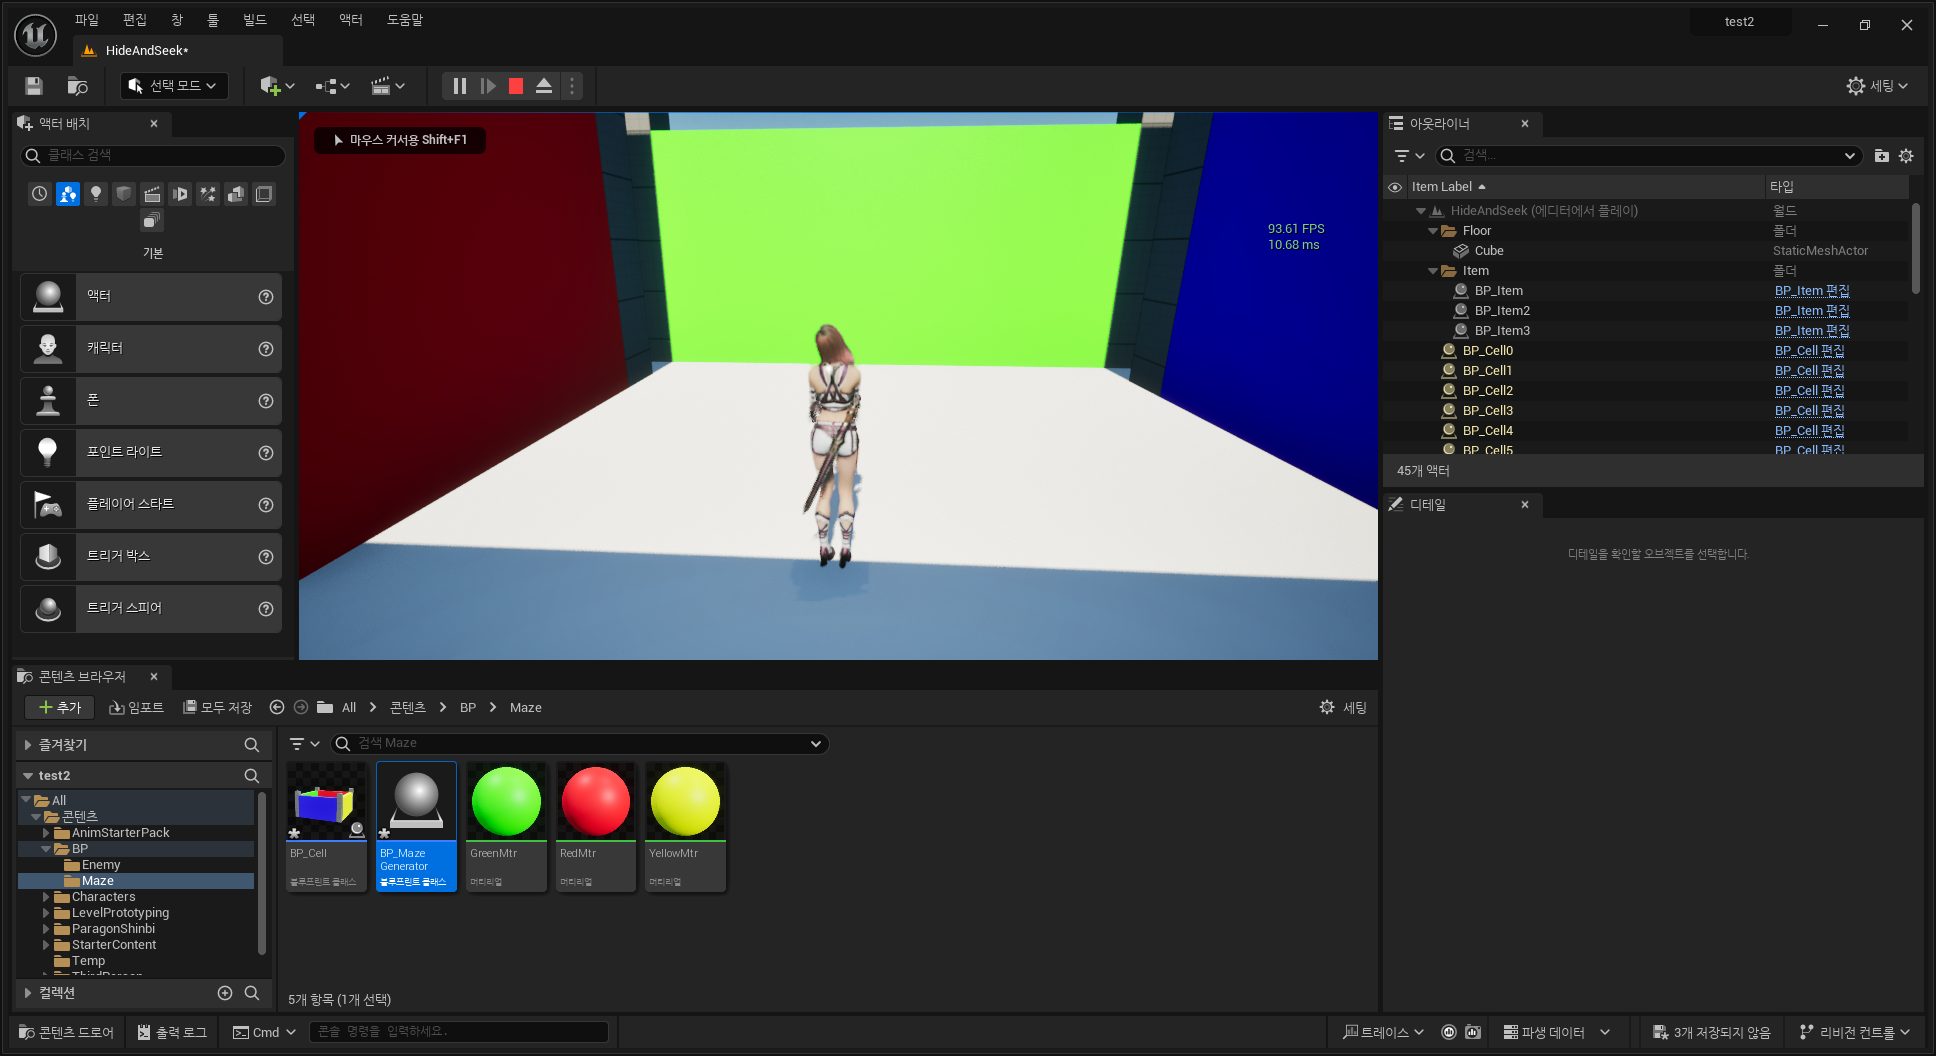 파일 편집 창 툴 빌드 선택 액터 도움말
test2
HideAndSeek*
선택 모드
세팅
액터 배치
클래스 검색
기본
액터
캐릭터
폰
포인트 라이트
플레이어 스타트
트리거 박스
트리거 스피어
마우스 커서용 Shift+F1
93.61 FPS
10.68 ms
아웃라이너
검색...
Item Label 타입
HideAndSeek (에디터에서 플레이) 월드
Floor 폴더
Cube StaticMeshActor
Item 폴더
BP_Item BP_Item 편집
BP_Item2 BP_Item 편집
BP_Item3 BP_Item 편집
BP_Cell0 BP_Cell 편집
BP_Cell1 BP_Cell 편집
BP_Cell2 BP_Cell 편집
BP_Cell3 BP_Cell 편집
BP_Cell4 BP_Cell 편집
BP_Cell5 BP_Cell 편집
45개 액터
디테일
디테일을 확인할 오브젝트를 선택합니다.
콘텐츠 브라우저
추가 임포트 모두 저장 All 콘텐츠 BP Maze 세팅
즐겨찾기
test2
All
콘텐츠
AnimStarterPack
BP
Enemy
Maze
Characters
LevelPrototyping
ParagonShinbi
StarterContent
Temp
ThirdPerson
컬렉션
검색 Maze
BP_Cell
블루프린트 클래스
BP_Maze
Generator
블루프린트 클래스
GreenMtr
머티리얼
RedMtr
머티리얼
YellowMtr
머티리얼
5개 항목 (1개 선택)
콘텐츠 드로어 출력 로그 Cmd 콘솔 명령을 입력하세요.
트레이스 파생 데이터 3개 저장되지 않음 리비전 컨트롤